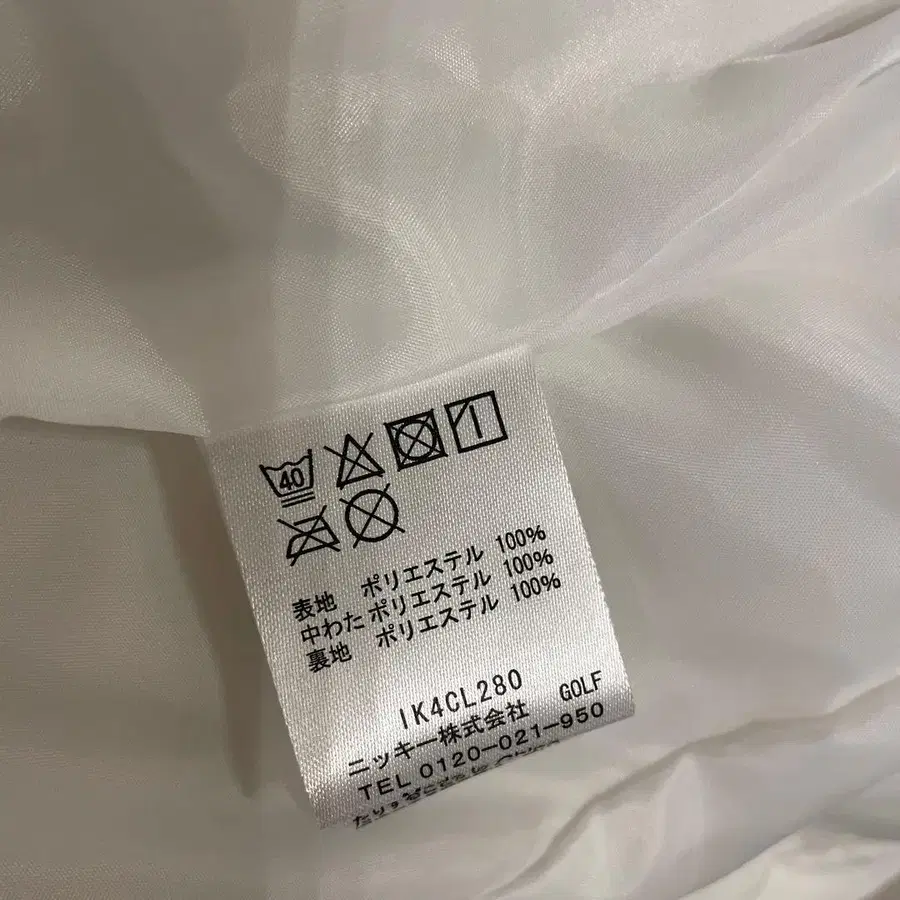 40
表地 ポリエステル 100%
中わた ポリエステル 100%
裏地 ポリエステル 100%
IK4CL280
ニッキー株式会社 GOLF
TEL 0120-021-950